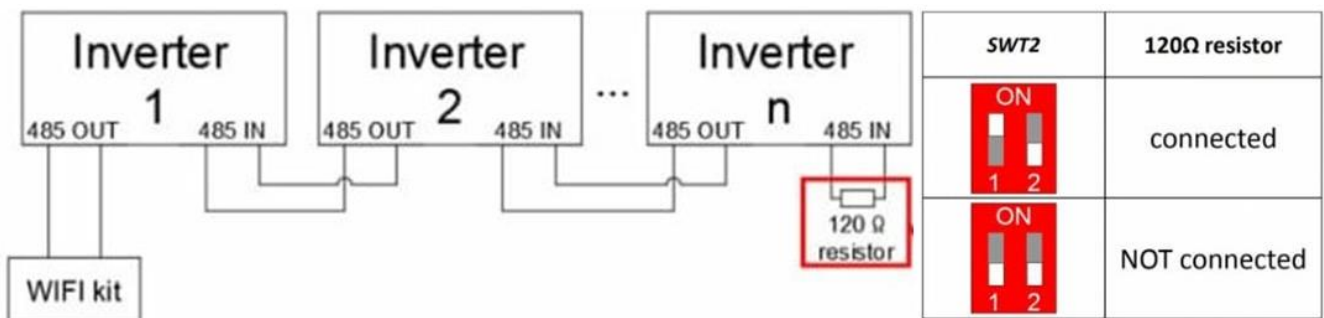 Inverter
1
485 OUT 485 IN
Inverter
2
485 OUT 485 IN
...
Inverter
n
485 OUT 485 IN
120 Ω
resistor
WIFI kit
SWT2 120Ω resistor
ON
1 2
connected
ON
1 2
NOT connected